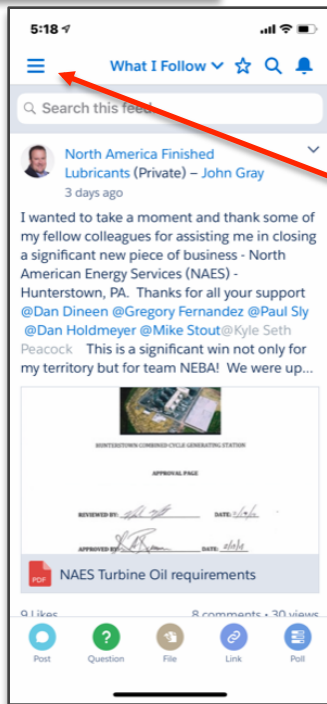 5:18
What I Follow
Search this feed
North America Finished
Lubricants (Private) – John Gray
3 days ago
I wanted to take a moment and thank some of
my fellow colleagues for assisting me in closing
a significant new piece of business - North
American Energy Services (NAES) -
Hunterstown, PA. Thanks for all your support
@Dan Dineen @Gregory Fernandez @Paul Sly
@Dan Holdmeyer @Mike Stout@Kyle Seth
Peacock This is a significant win not only for
my territory but for team NEBA! We were up...
HUNTERSTOWN COMBINED CYCLE GENERATING STATION
APPROVAL PAGE
REVIEWED BY: DATE:
APPROVED BY: DATE:
PDF NAES Turbine Oil requirements
9 Likes 8 comments • 30 views
Post Question File Link Poll